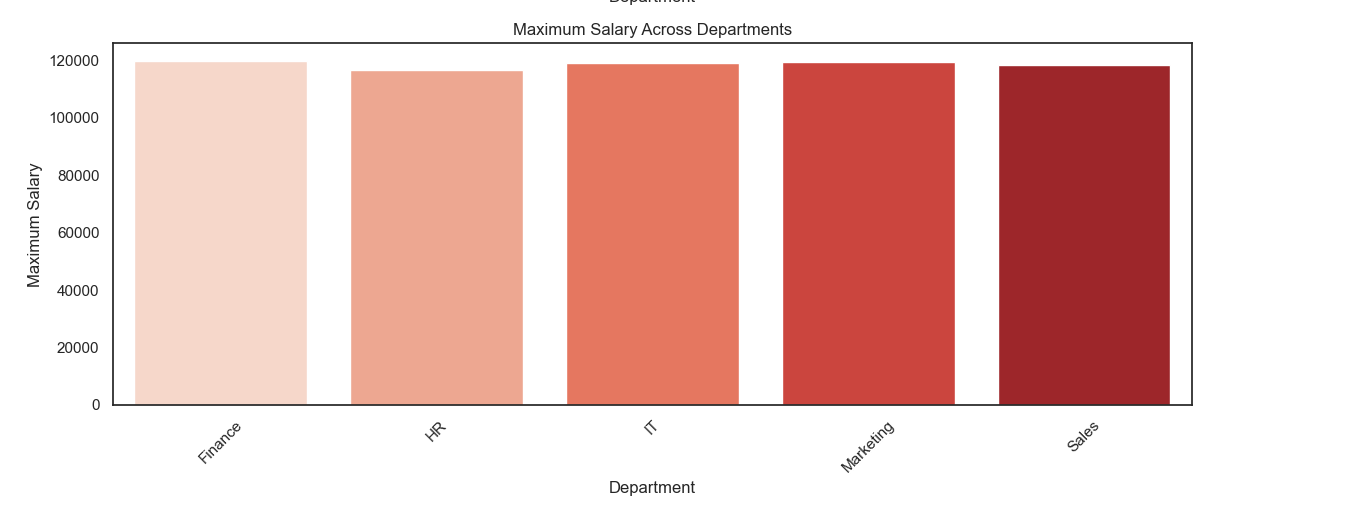 Department
Maximum Salary Across Departments
120000
100000
80000
60000
40000
20000
0
Maximum Salary
Finance
HR
IT
Marketing
Sales
Department